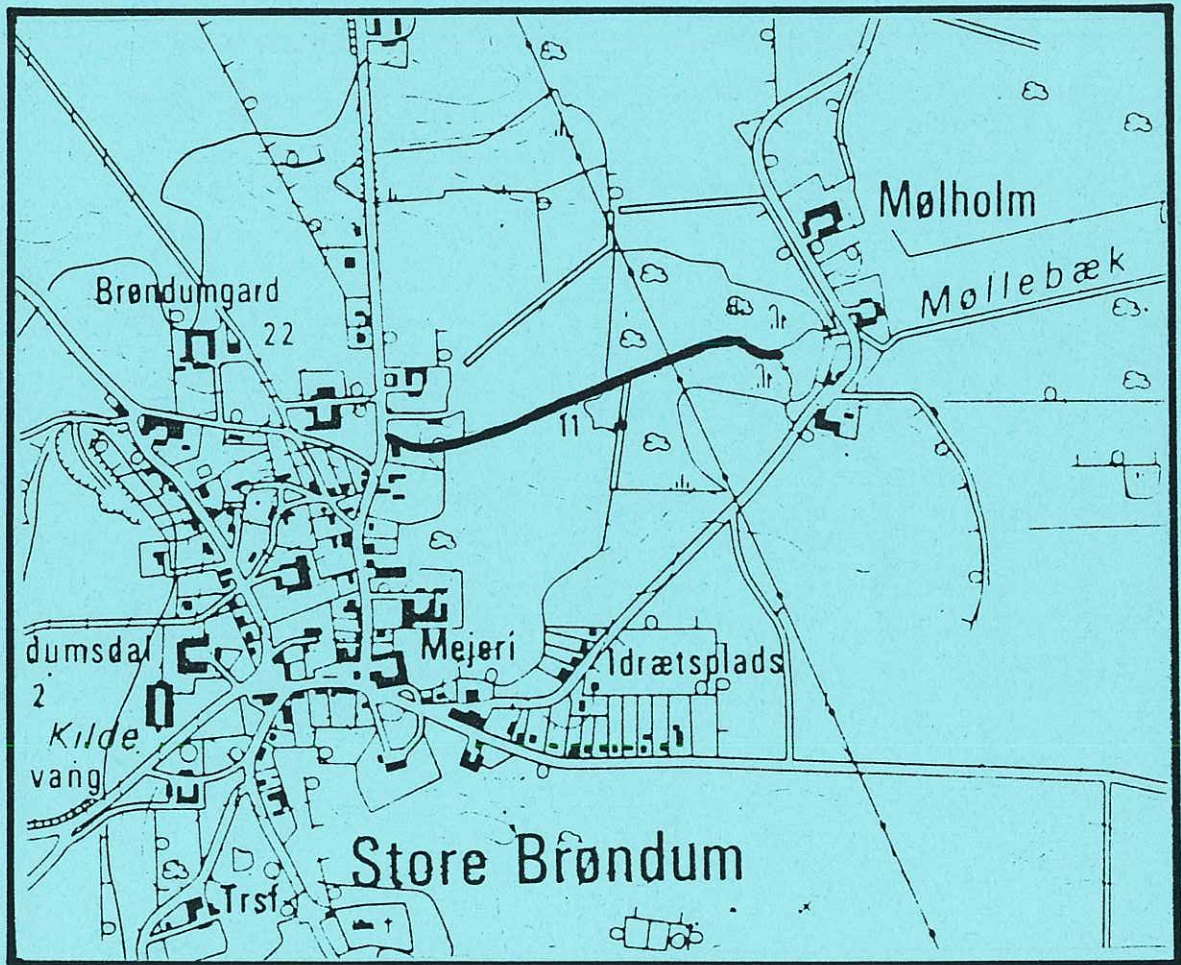 Mølholm
Møllebæk
Brøndumgard
22
11
dumsdal
2
Mejeri
Idrætsplads
Kilde
vang
Store Brøndum
Trsf